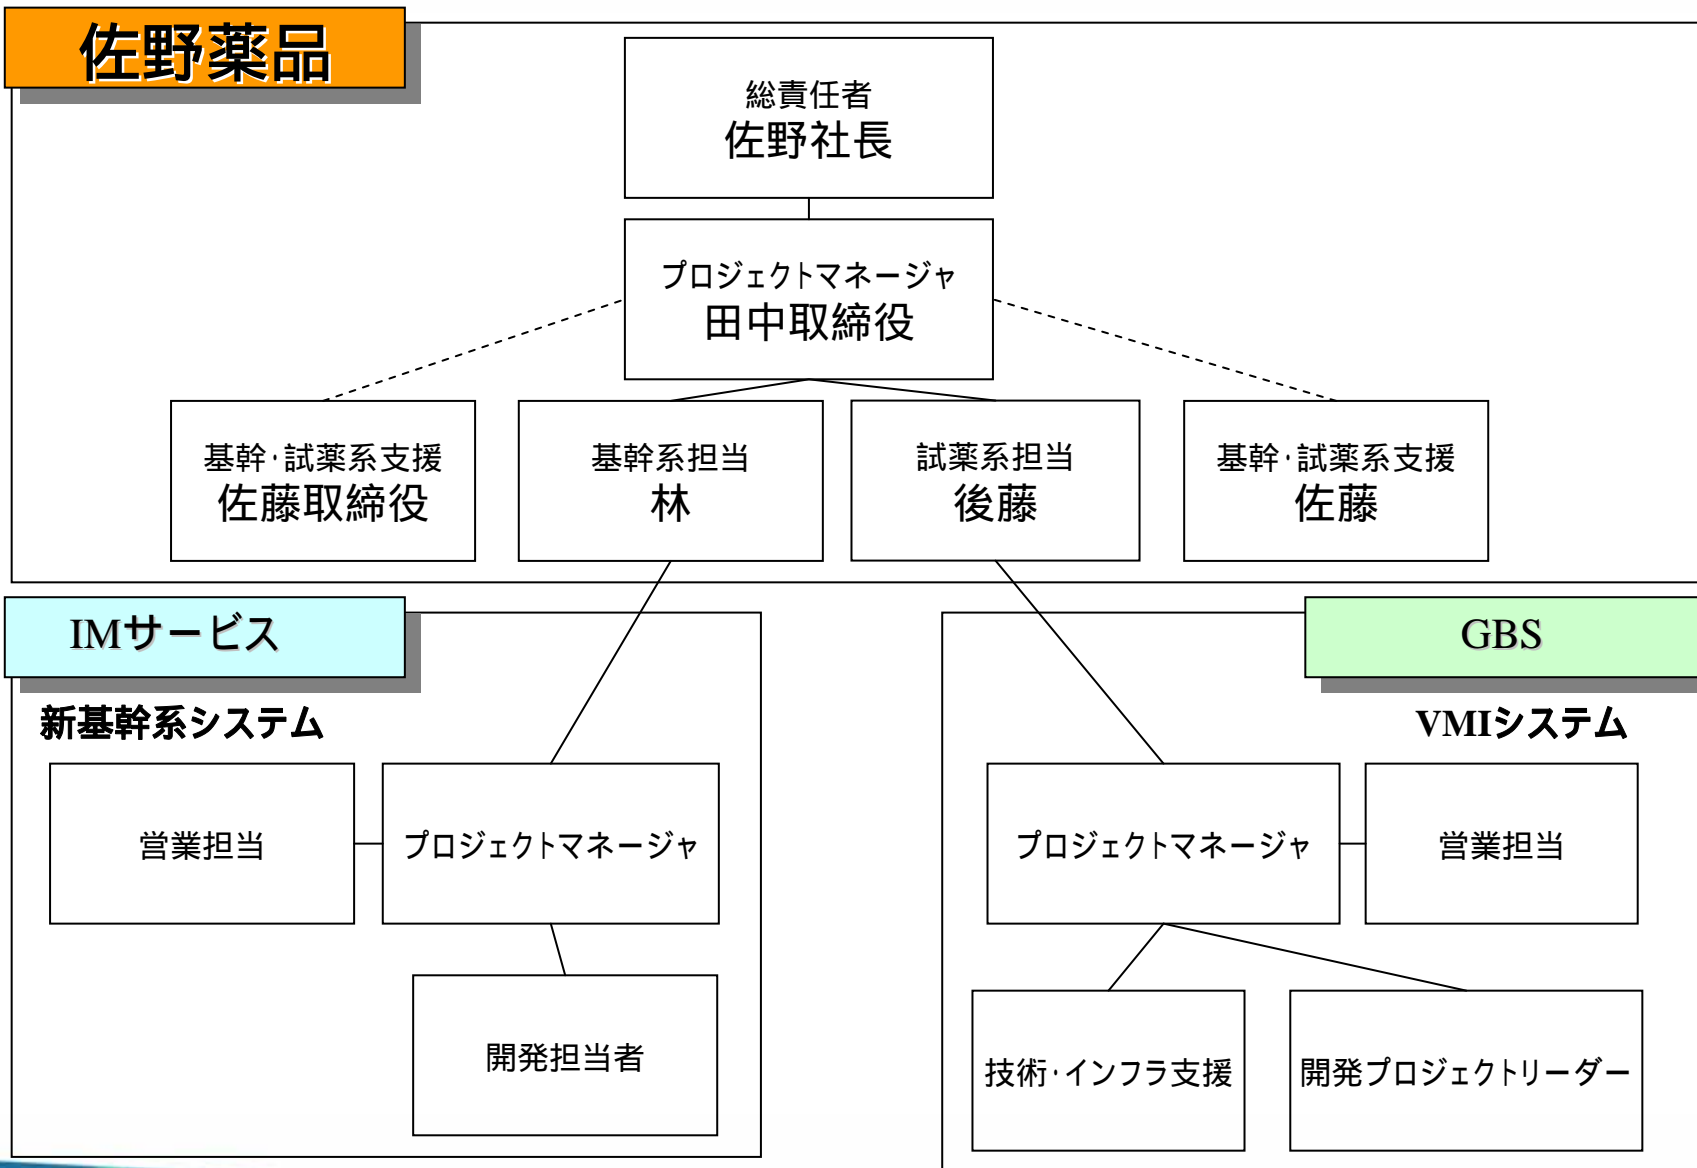 佐野薬品
総責任者
佐野社長
プロジェクトマネージャ
田中取締役
基幹・試薬系支援
佐藤取締役
基幹系担当
林
試薬系担当
後藤
基幹・試薬系支援
佐藤
IMサービス
新基幹系システム
営業担当
プロジェクトマネージャ
開発担当者
GBS
VMIシステム
プロジェクトマネージャ
営業担当
技術・インフラ支援
開発プロジェクトリーダー